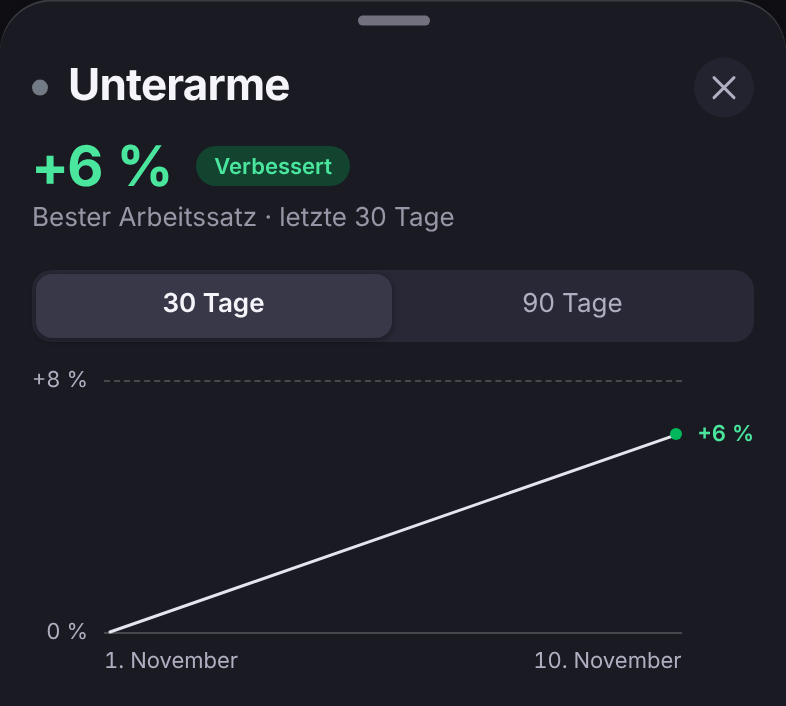 Unterarme
+6 % Verbessert
Bester Arbeitssatz · letzte 30 Tage
30 Tage 90 Tage
+8 %
+6 %
0 %
1. November 10. November